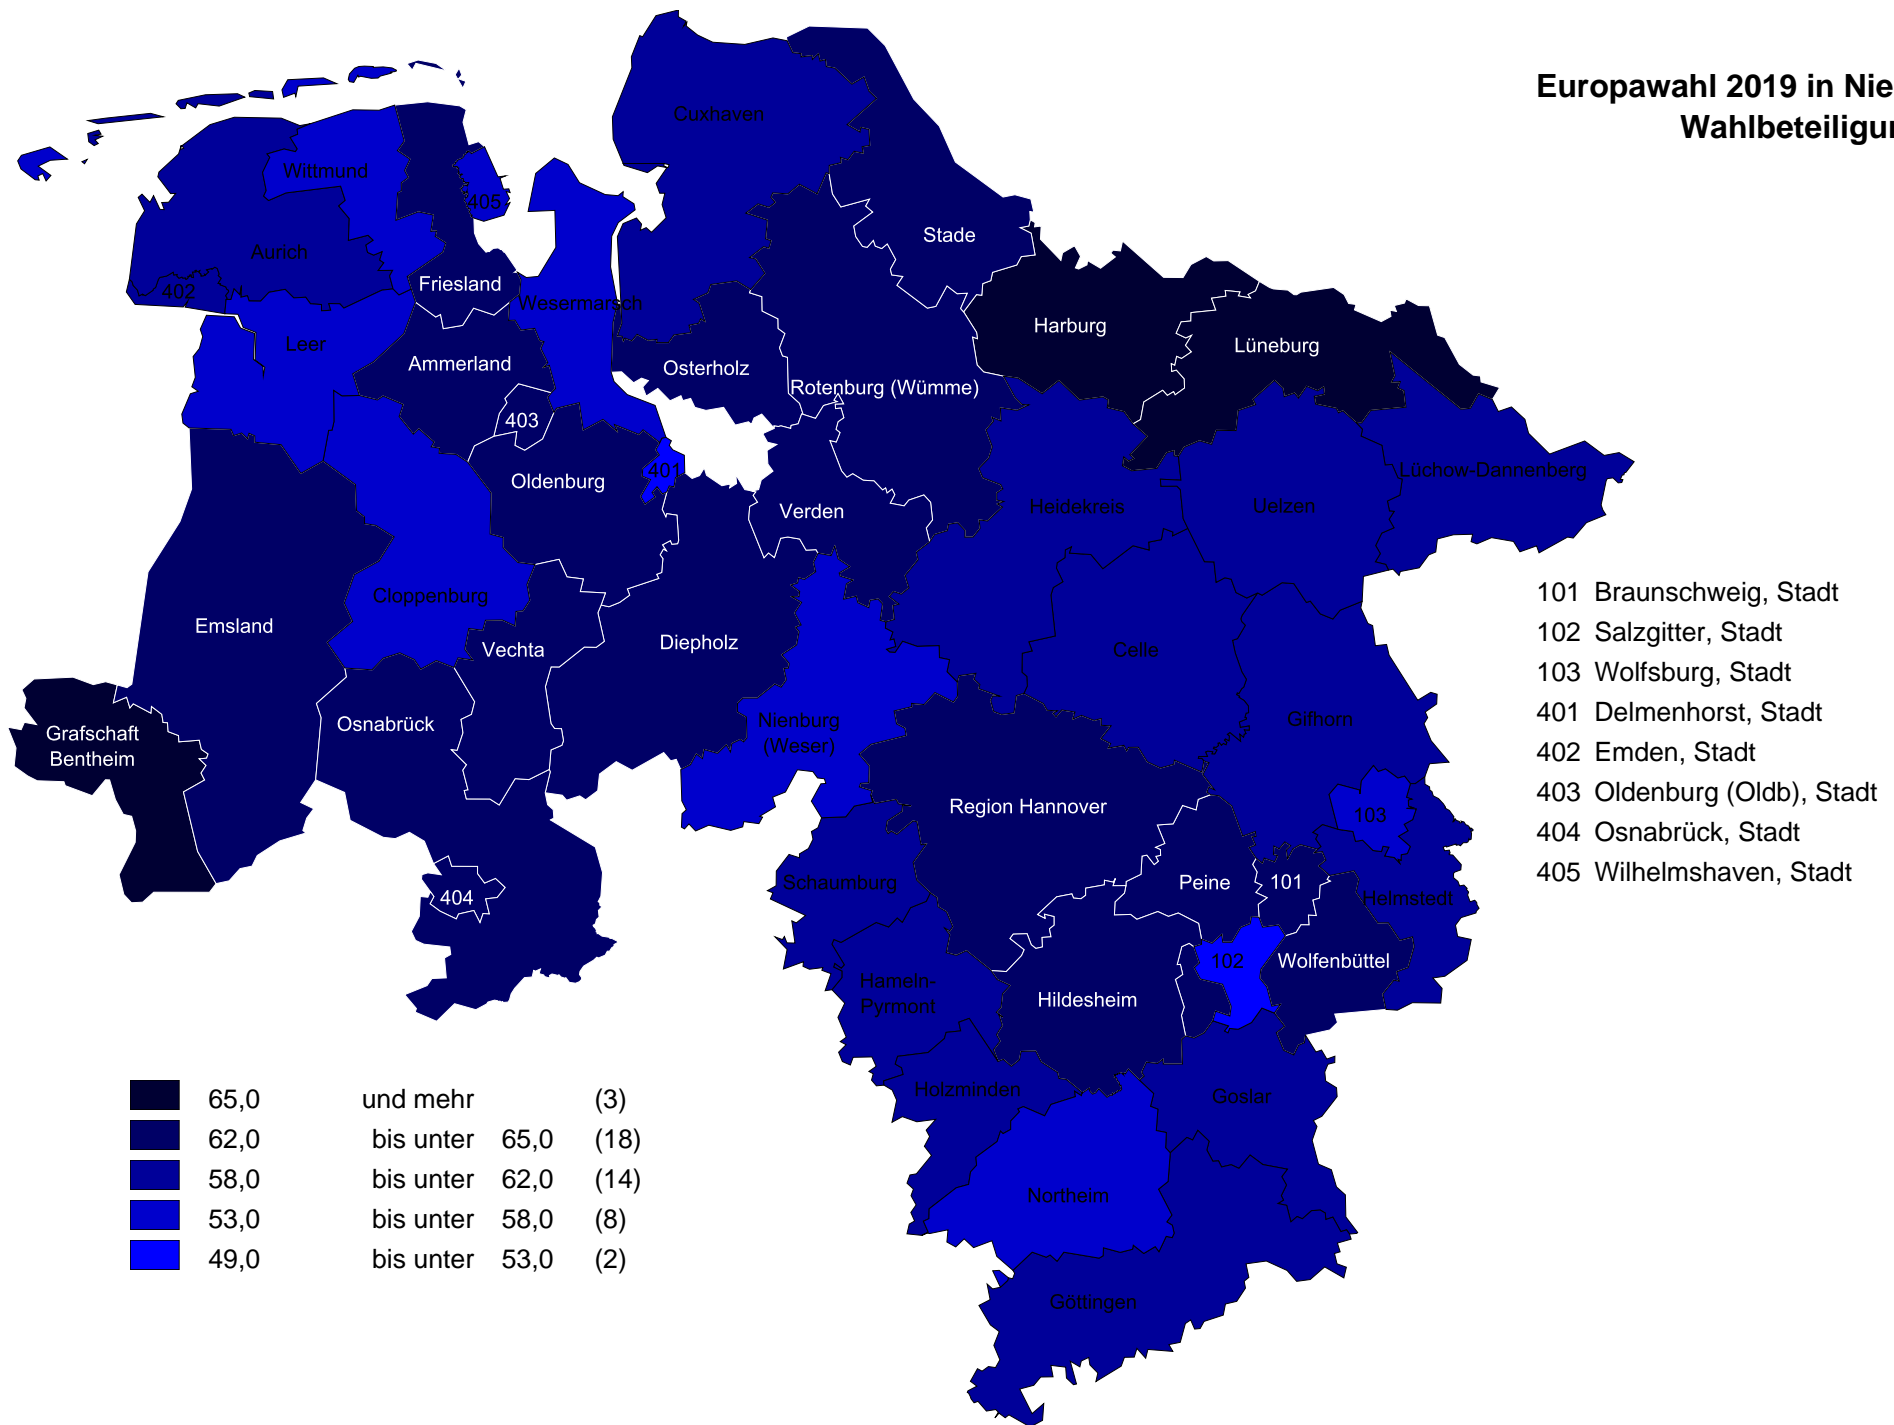 Europawahl 2019 in Nie
Wahlbeteiligu
Cuxhaven
Wittmund
405
Stade
Aurich
Friesland
402
Wesermarsch
Harburg
Leer
Lüneburg
Ammerland
Osterholz
Rotenburg (Wümme)
403
401
Lüchow-Dannenberg
Oldenburg
Verden
Heidekreis
Uelzen
Cloppenburg
Emsland
Vechta
Diepholz
Celle
Osnabrück
Nienburg
(Weser)
Gifhorn
Grafschaft
Bentheim
Region Hannover
103
Schaumburg
Peine
101
404
Helmstedt
102
Wolfenbüttel
Hameln-
Pyrmont
Hildesheim
Holzminden
Goslar
Northeim
Göttingen
101 Braunschweig, Stadt
102 Salzgitter, Stadt
103 Wolfsburg, Stadt
401 Delmenhorst, Stadt
402 Emden, Stadt
403 Oldenburg (Oldb), Stadt
404 Osnabrück, Stadt
405 Wilhelmshaven, Stadt
65,0 und mehr (3)
62,0 bis unter 65,0 (18)
58,0 bis unter 62,0 (14)
53,0 bis unter 58,0 (8)
49,0 bis unter 53,0 (2)